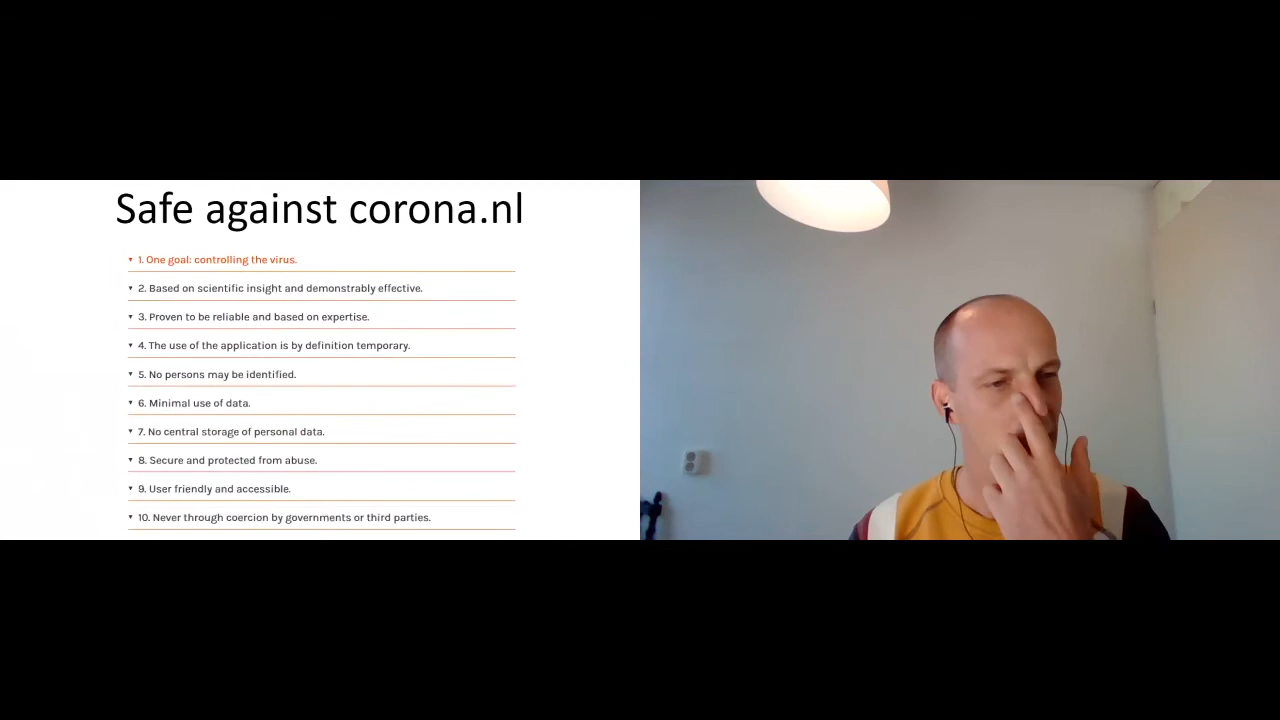 Safe against corona.nl
1. One goal: controlling the virus.
2. Based on scientific insight and demonstrably effective.
3. Proven to be reliable and based on expertise.
4. The use of the application is by definition temporary.
5. No persons may be identified.
6. Minimal use of data.
7. No central storage of personal data.
8. Secure and protected from abuse.
9. User friendly and accessible.
10. Never through coercion by governments or third parties.